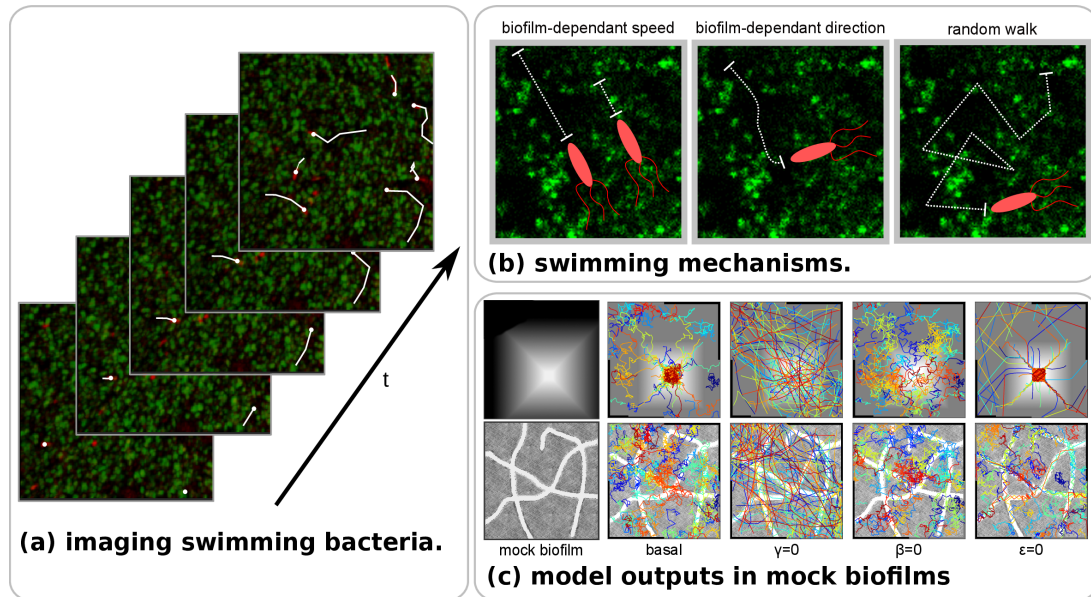 t
(a) imaging swimming bacteria.
biofilm-dependant speed
biofilm-dependant direction
random walk
(b) swimming mechanisms.
mock biofilm
basal
γ=0
β=0
ε=0
(c) model outputs in mock biofilms